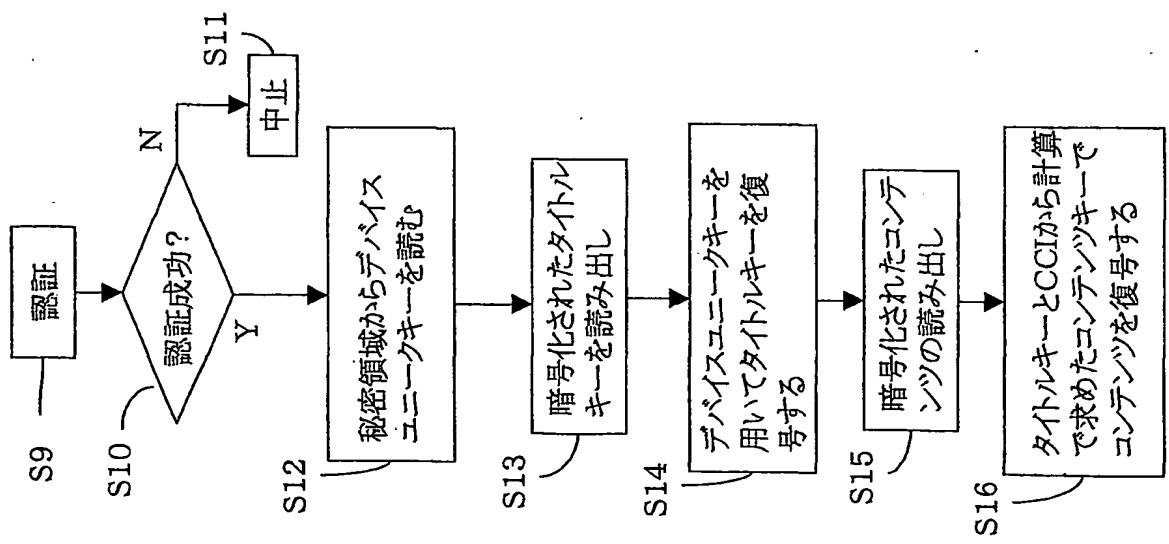 S9
認証
S10
認証成功?
N
S11
中止
Y
S12
秘密領域からデバイス
ユニークキーを読む
S13
暗号化されたタイトル
キーを読み出し
S14
デバイスユニークキーを
用いてタイトルキーを復
号する
S15
暗号化されたコンテ
ンツの読み出し
S16
タイトルキーとCCIから計算
で求めたコンテンツキーで
コンテンツを復号する